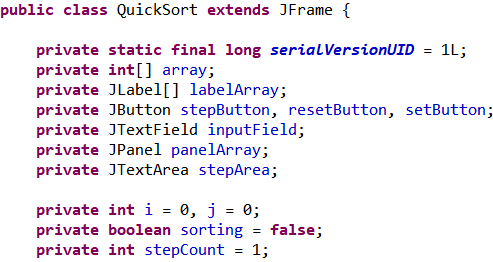 public class QuickSort extends JFrame {
private static final long serialVersionUID = 1L;
private int[] array;
private JLabel[] labelArray;
private JButton stepButton, resetButton, setButton;
private JTextField inputField;
private JPanel panelArray;
private JTextArea stepArea;
private int i = 0, j = 0;
private boolean sorting = false;
private int stepCount = 1;